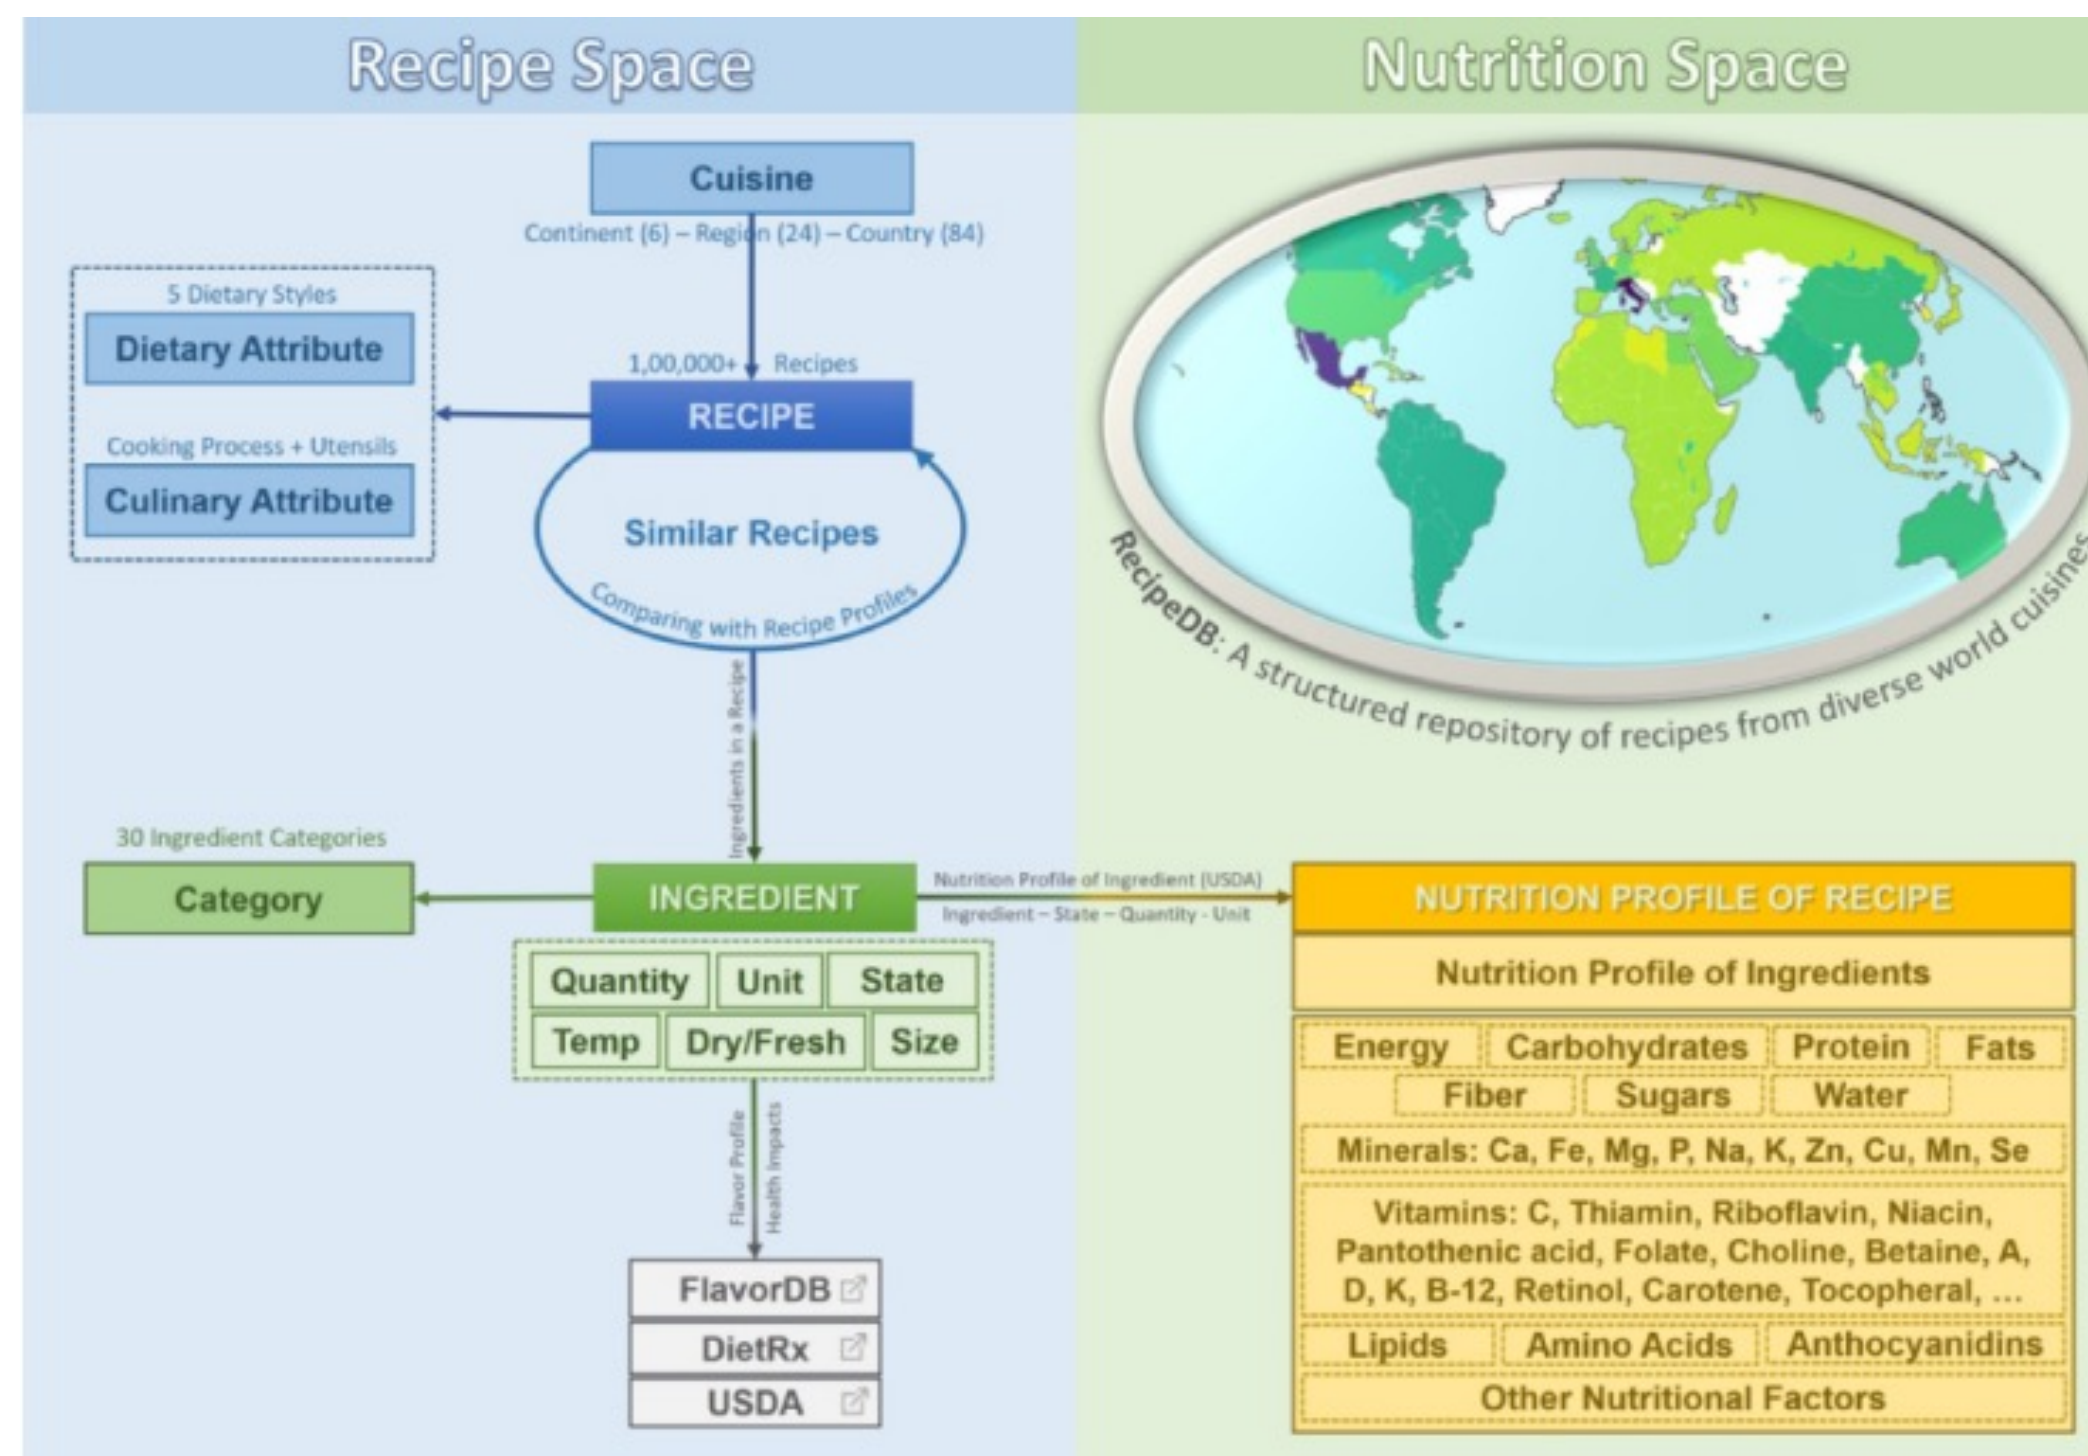 Recipe Space
Nutrition Space
Cuisine
Continent (6) – Region (24) – Country (84)
5 Dietary Styles
Dietary Attribute
Cooking Process + Utensils
Culinary Attribute
1,00,000+ Recipes
RECIPE
Similar Recipes
Comparing with Recipe Profiles
RecipeDB: A structured repository of recipes from diverse world cuisines
Ingredients in a Recipe
30 Ingredient Categories
Category
INGREDIENT
Nutrition Profile of Ingredient (USDA)
Ingredient – State – Quantity - Unit
Quantity Unit State
Temp Dry/Fresh Size
Flavor Profile
Health Impacts
FlavorDB
DietRx
USDA
NUTRITION PROFILE OF RECIPE
Nutrition Profile of Ingredients
Energy Carbohydrates Protein Fats
Fiber Sugars Water
Minerals: Ca, Fe, Mg, P, Na, K, Zn, Cu, Mn, Se
Vitamins: C, Thiamin, Riboflavin, Niacin,
Pantothenic acid, Folate, Choline, Betaine, A,
D, K, B-12, Retinol, Carotene, Tocopheral, ...
Lipids Amino Acids Anthocyanidins
Other Nutritional Factors